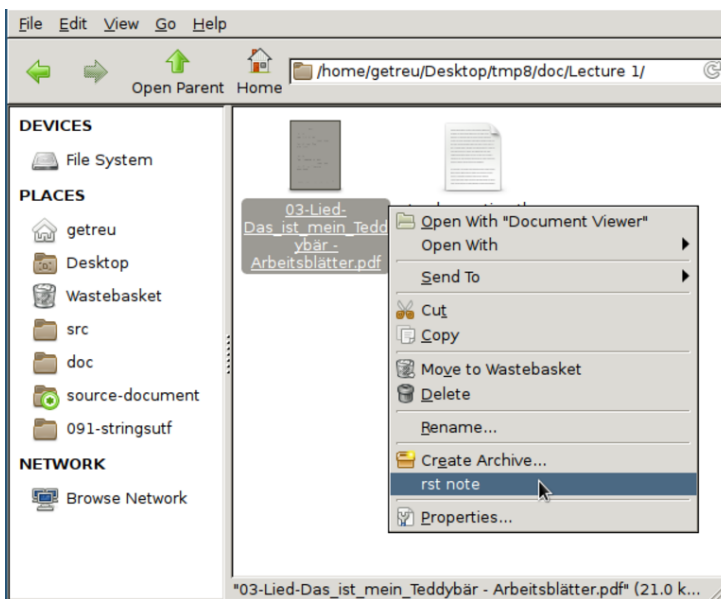 File Edit View Go Help
Open Parent Home /home/getreu/Desktop/tmp8/doc/Lecture 1/
DEVICES
File System
PLACES
getreu
Desktop
Wastebasket
src
doc
source-document
091-stringsutf
NETWORK
Browse Network
03-Lied-
Das_ist_mein_Tedd
ybär -
Arbeitsblätter.pdf
Open With "Document Viewer"
Open With
Send To
Cut
Copy
Move to Wastebasket
Delete
Rename...
Create Archive...
rst note
Properties...
"03-Lied-Das_ist_mein_Teddybär - Arbeitsblätter.pdf" (21.0 k...